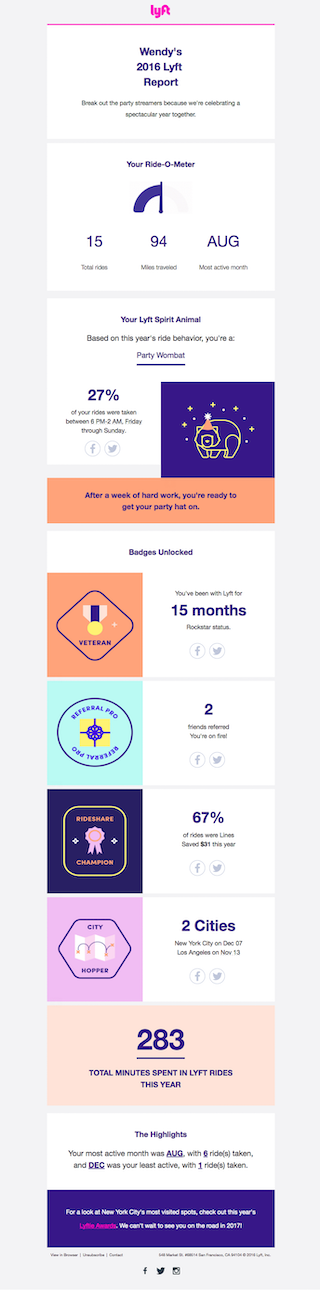 lyft
Wendy's
2016 Lyft
Report
Break out the party streamers because we're celebrating a
spectacular year together.
Your Ride-O-Meter
15
94
AUG
Total rides
Miles traveled
Most active month
Your Lyft Spirit Animal
Based on this year's ride behavior, you're a:
Party Wombat
27%
of your rides were taken
between 6 PM-2 AM, Friday
through Sunday.
After a week of hard work, you're ready to
get your party hat on.
Badges Unlocked
VETERAN
You've been with Lyft for
15 months
Rockstar status.
REFERRAL PRO
REFERRAL PRO
2
friends referred
You're on fire!
RIDESHARE
CHAMPION
67%
of rides were Lines
Saved $31 this year
CITY
HOPPER
2 Cities
New York City on Dec 07
Los Angeles on Nov 13
283
TOTAL MINUTES SPENT IN LYFT RIDES
THIS YEAR
The Highlights
Your most active month was AUG, with 6 ride(s) taken,
and DEC was your least active, with 1 ride(s) taken.
For a look at New York City's most visited spots, check out this year's
Lyftie Awards. We can't wait to see you on the road in 2017!
View in Browser | Unsubscribe | Contact
548 Market St. #68514 San Francisco, CA 94104 © 2016 Lyft, Inc.